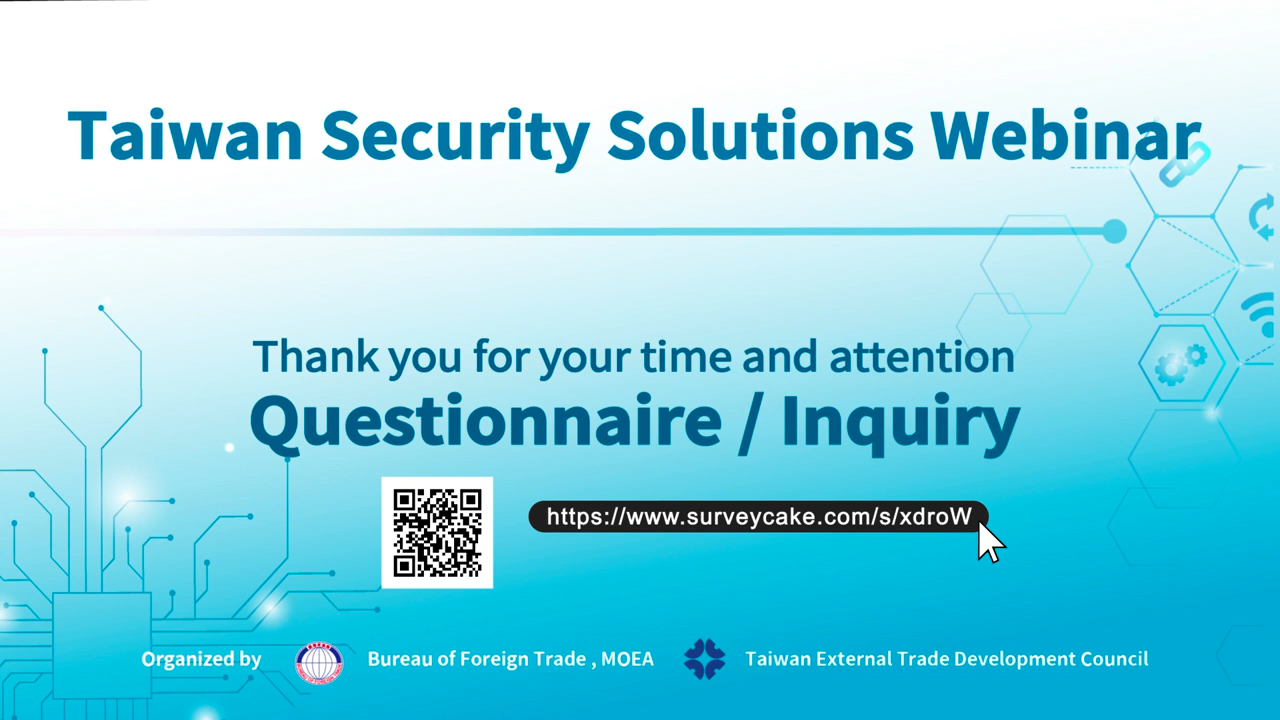 Taiwan Security Solutions Webinar
Thank you for your time and attention
Questionnaire / Inquiry
https://www.surveycake.com/s/xdroW
Organized by
Bureau of Foreign Trade , MOEA
Taiwan External Trade Development Council